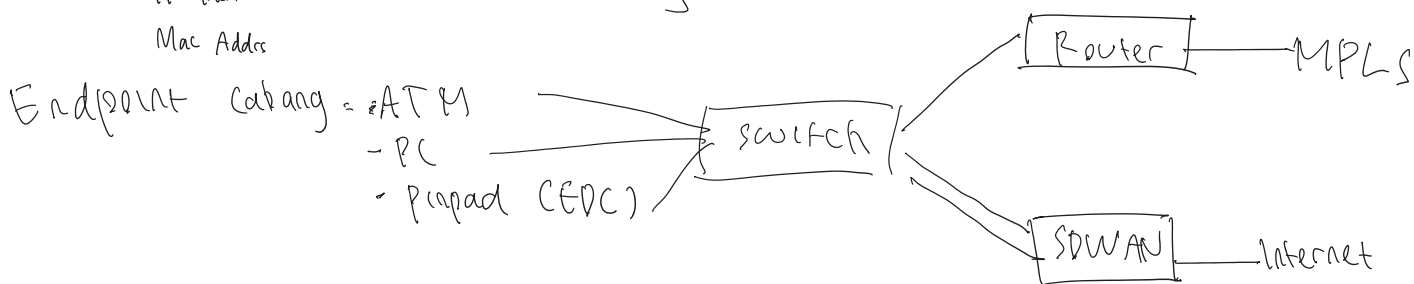 Mac Addrs
Router
MPLS
Endpoint Cabang = ATM
switch
- PC
- pinpad (EDC)
SDWAN
Internet